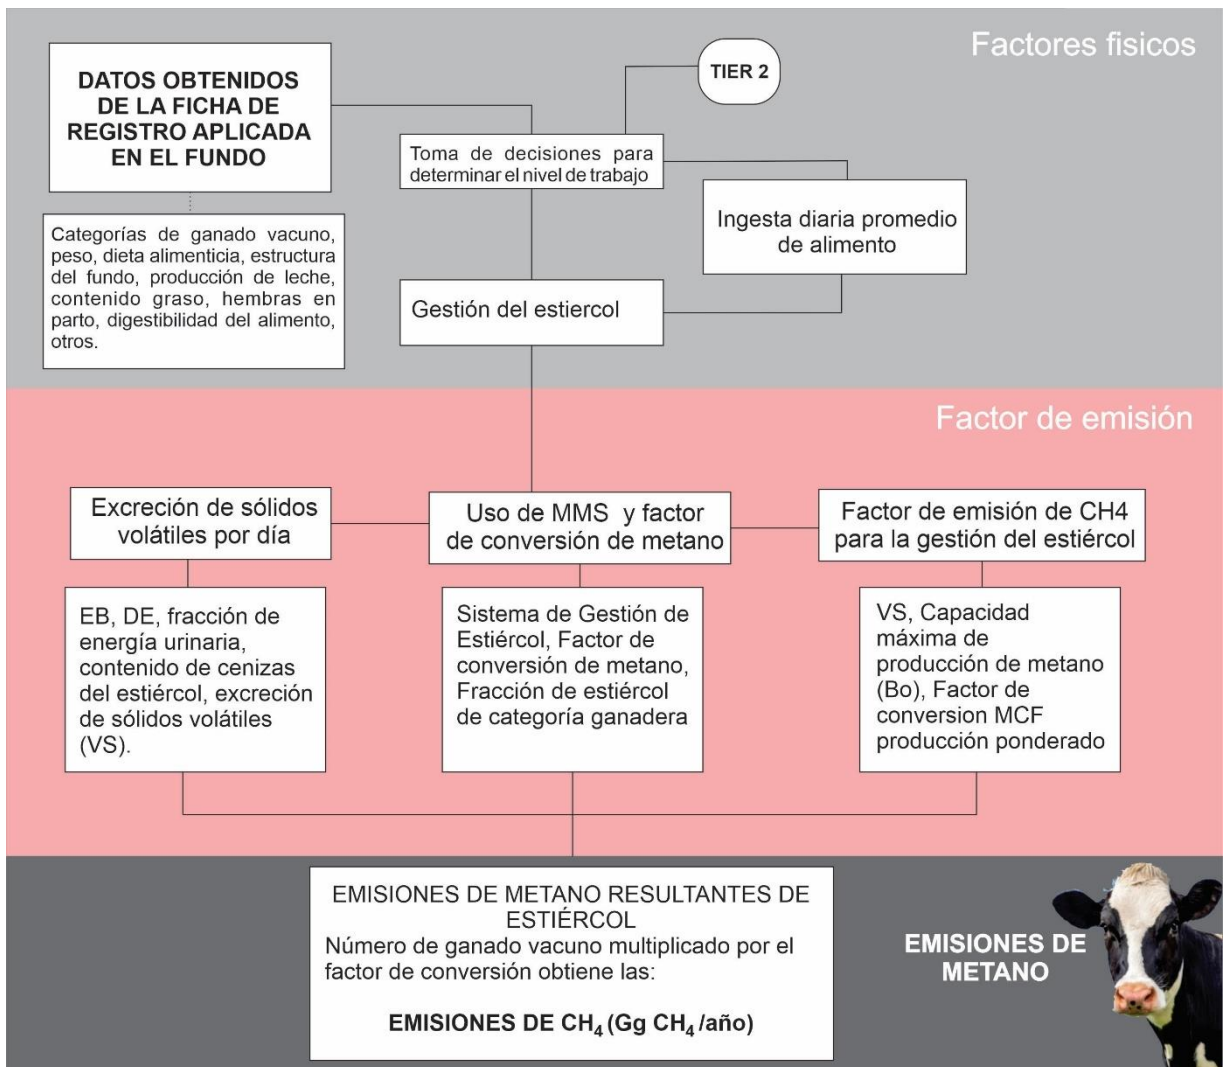 Factores fisicos
DATOS OBTENIDOS
DE LA FICHA DE
REGISTRO APLICADA
EN EL FUNDO
TIER 2
Toma de decisiones para
determinar el nivel de trabajo
Categorías de ganado vacuno,
peso, dieta alimenticia, estructura
del fundo, producción de leche,
contenido graso, hembras en
parto, digestibilidad del alimento,
otros.
Ingesta diaria promedio
de alimento
Gestión del estiercol
Factor de emisión
Excreción de sólidos
volátiles por día
Uso de MMS y factor
de conversión de metano
Factor de emisión de CH4
para la gestión del estiércol
EB, DE, fracción de
energía urinaria,
contenido de cenizas
del estiércol, excreción
de sólidos volátiles
(VS).
Sistema de Gestión de
Estiércol, Factor de
conversión de metano,
Fracción de estiércol
de categoría ganadera
VS, Capacidad
máxima de
producción de metano
(Bo), Factor de
conversion MCF
producción ponderado
EMISIONES DE METANO RESULTANTES DE
ESTIÉRCOL
Número de ganado vacuno multiplicado por el
factor de conversión obtiene las:
EMISIONES DE CH₄ (Gg CH₄ /año)
EMISIONES DE
METANO